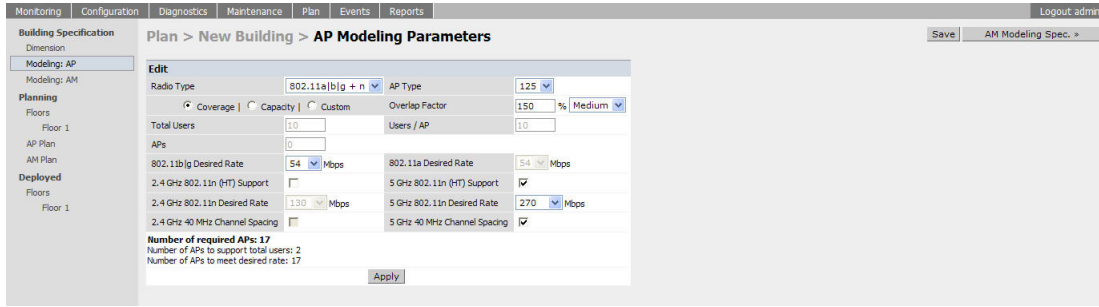 Monitoring Configuration Diagnostics Maintenance Plan Events Reports Logout admin
Building Specification
Dimension
Modeling: AP
Modeling: AM
Planning
Floors
Floor 1
AP Plan
AM Plan
Deployed
Floors
Floor 1
Plan > New Building > AP Modeling Parameters
Save AM Modeling Spec. »
Edit
Radio Type 802.11a|b|g + n AP Type 125
Coverage | Capacity | Custom Overlap Factor 150 % Medium
Total Users 10 Users / AP 10
APs 0
802.11b|g Desired Rate 54 Mbps 802.11a Desired Rate 54 Mbps
2.4 GHz 802.11n (HT) Support 5 GHz 802.11n (HT) Support
2.4 GHz 802.11n Desired Rate 130 Mbps 5 GHz 802.11n Desired Rate 270 Mbps
2.4 GHz 40 MHz Channel Spacing 5 GHz 40 MHz Channel Spacing
Number of required APs: 17
Number of APs to support total users: 2
Number of APs to meet desired rate: 17
Apply